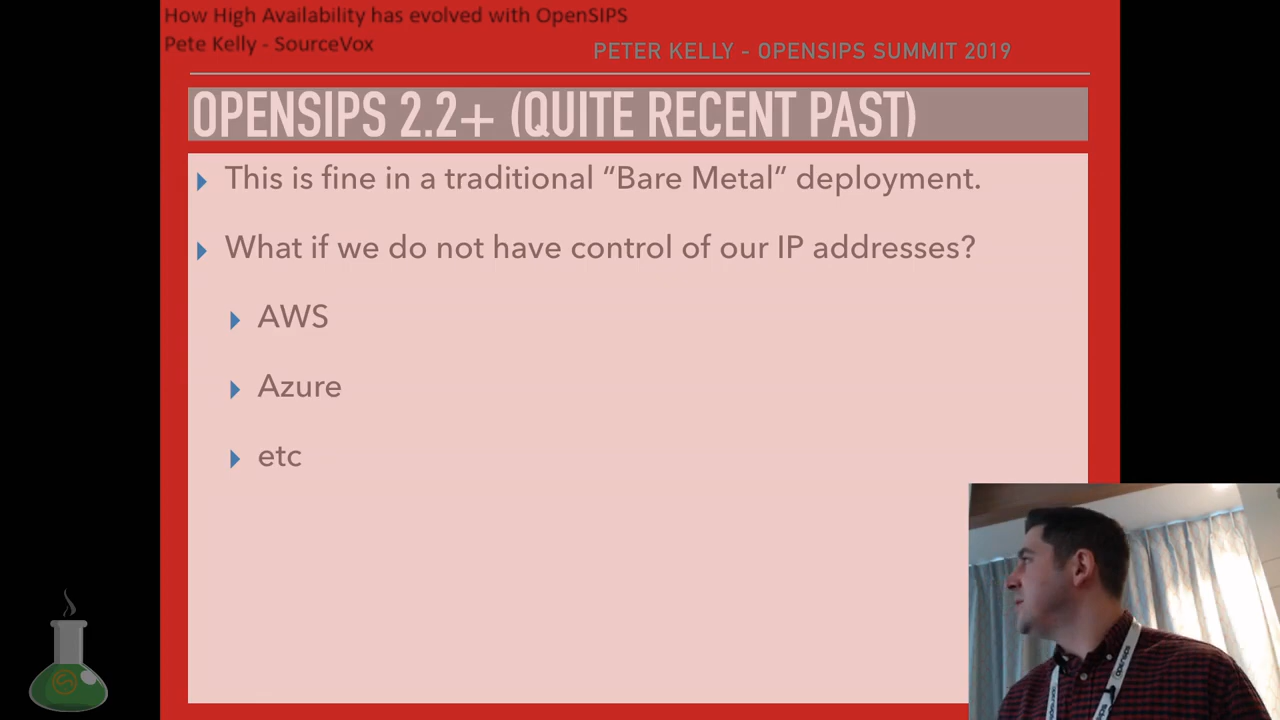 How High Availability has evolved with OpenSIPS
Pete Kelly - SourceVox
PETER KELLY - OPENSIPS SUMMIT 2019
OPENSIPS 2.2+ (QUITE RECENT PAST)
This is fine in a traditional “Bare Metal” deployment.
What if we do not have control of our IP addresses?
AWS
Azure
etc
opensips